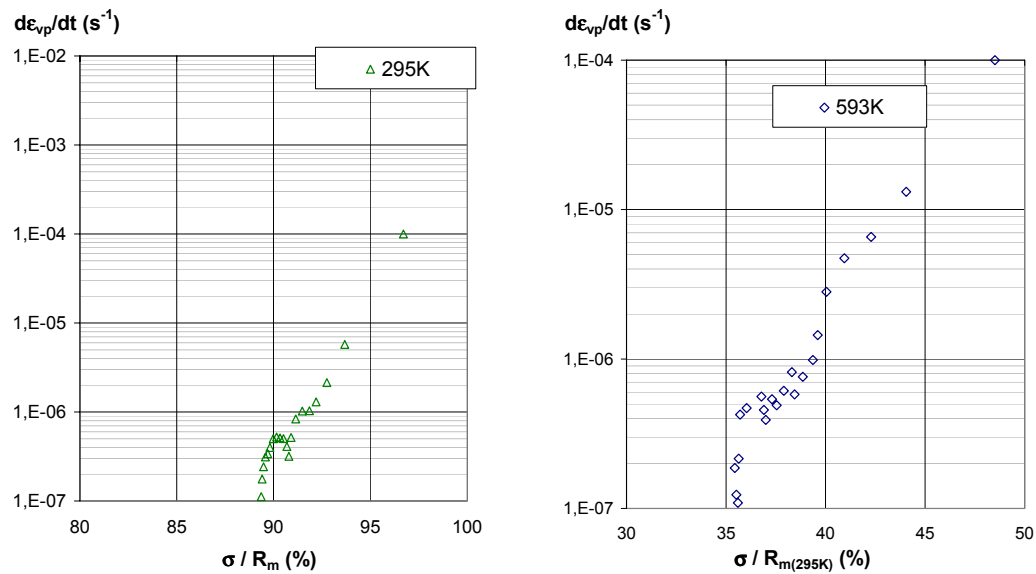 dεvp/dt (s-1)
1,E-02
1,E-03
1,E-04
1,E-05
1,E-06
1,E-07
295K
80 85 90 95 100
σ / Rm (%)
dεvp/dt (s-1)
1,E-04
1,E-05
1,E-06
1,E-07
593K
30 35 40 45 50
σ / Rm(295K) (%)